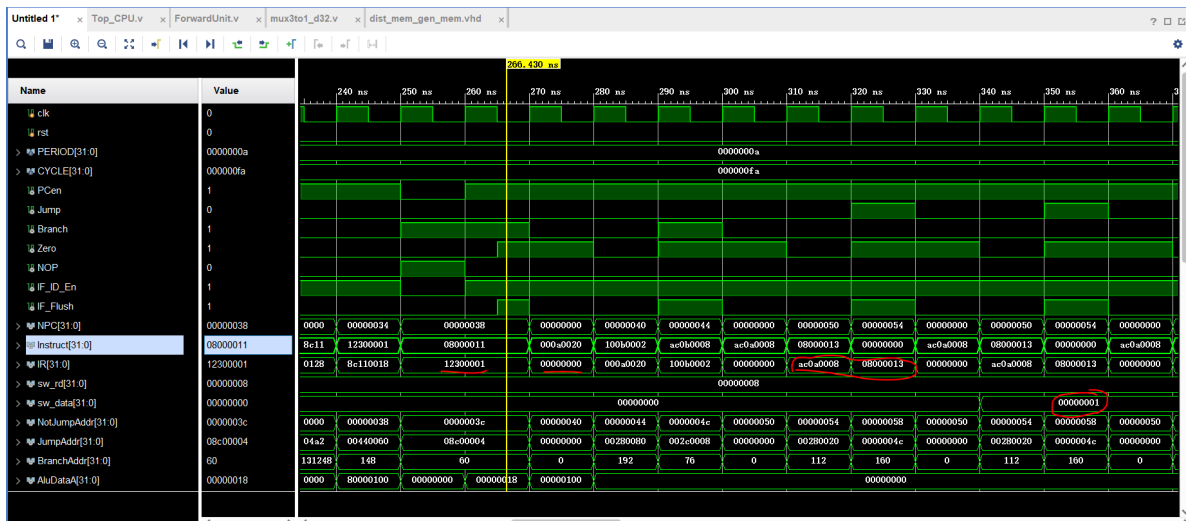 Untitled 1* × Top_CPU.v × ForwardUnit.v × mux3to1_d32.v × dist_mem_gen_mem.vhd × ? □
266.430 ns
Name Value 240 ns 250 ns 260 ns 270 ns 280 ns 290 ns 300 ns 310 ns 320 ns 330 ns 340 ns 350 ns 360 ns 3
clk 0
rst 0
PERIOD[31:0] 0000000a 0000000a
CYCLE[31:0] 000000fa 000000fa
PCen 1
Jump 0
Branch 1
Zero 1
NOP 0
IF_ID_En 1
IF_Flush 1
NPC[31:0] 00000038 0000 00000034 00000038 00000000 00000040 00000044 00000000 00000050 00000054 00000000 00000050 00000054 00000000
Instruct[31:0] 08000011 8c11 12300001 08000011 000a0020 100b0002 ac0b0008 ac0a0008 08000013 00000000 ac0a0008 08000013 00000000 ac0a0008
IR[31:0] 12300001 0128 8c110018 12300001 00000000 000a0020 100b0002 00000000 ac0a0008 08000013 00000000 ac0a0008 08000013 00000000
sw_rd[31:0] 00000008 00000008
sw_data[31:0] 00000000 00000000 00000001
NotJumpAddr[31:0] 0000003c 0000 00000038 0000003c 00000040 00000044 0000004c 00000050 00000054 00000058 00000050 00000054 00000058 00000050
JumpAddr[31:0] 08c00004 04a2 00440060 08c00004 00000000 00280080 002c0008 00000000 00280020 0000004c 00000000 00280020 0000004c 00000000
BranchAddr[31:0] 60 131248 148 60 0 192 76 0 112 160 0 112 160 0
AluDataA[31:0] 00000018 0000 80000100 00000000 00000018 00000100 00000000